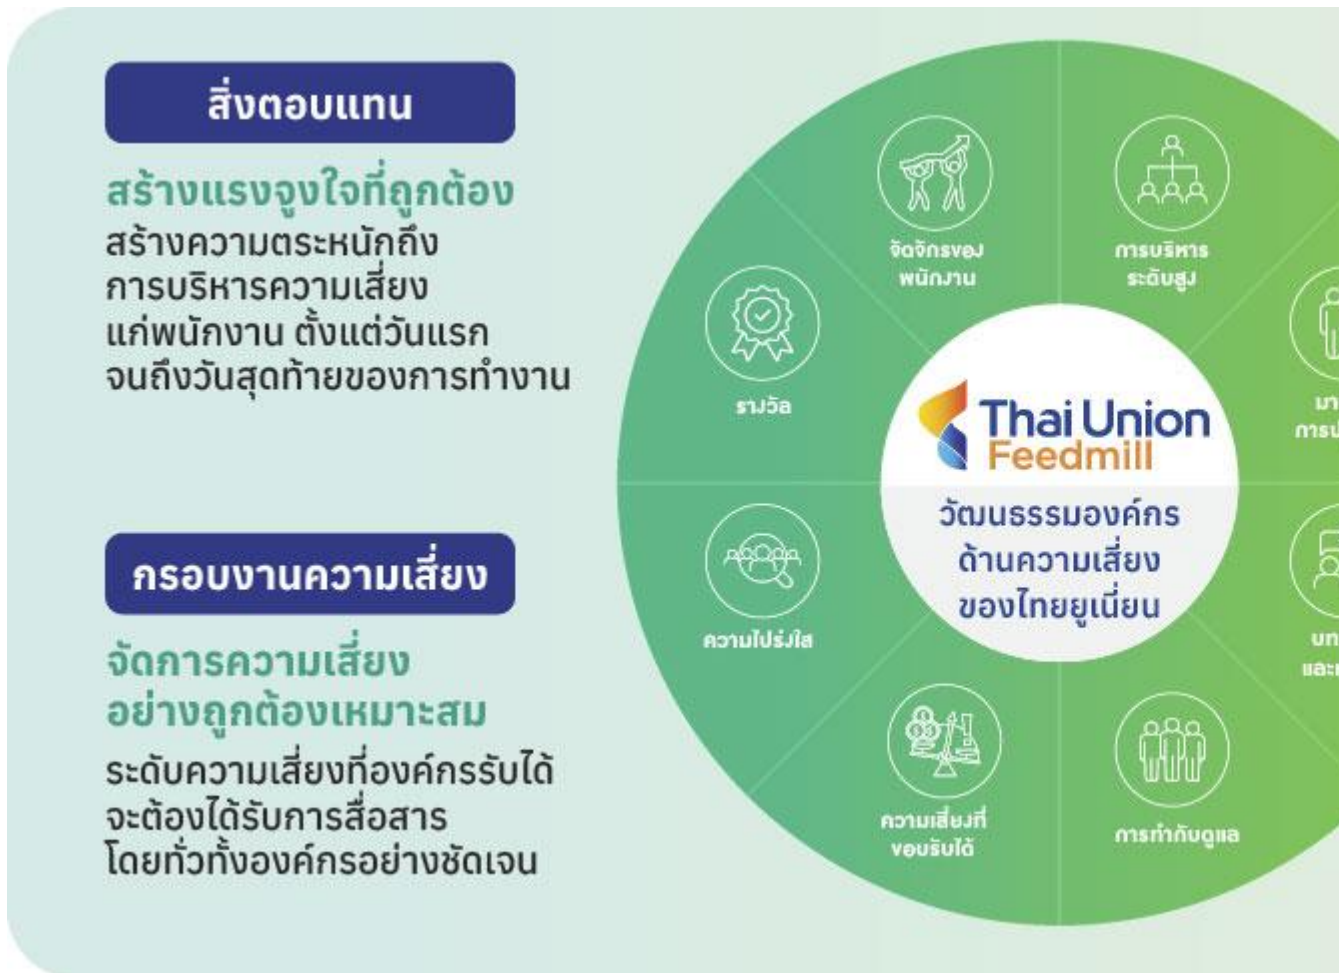 สิ่งตอบแทน
สร้างแรงจูงใจที่ถูกต้อง
สร้างความตระหนักถึง
การบริหารความเสี่ยง
แก่พนักงาน ตั้งแต่วันแรก
จนถึงวันสุดท้ายของการทำงาน
กรอบงานความเสี่ยง
จัดการความเสี่ยง
อย่างถูกต้องเหมาะสม
ระดับความเสี่ยงที่องค์กรรับได้
จะต้องได้รับการสื่อสาร
โดยทั่วทั้งองค์กรอย่างชัดเจน
จัดจักรของ
พนักงาน
การบริหาร
ระดับสูง
รางวัล
Thai Union
Feedmill
วัฒนธรรมองค์กร
ด้านความเสี่ยง
ของไทยยูเนี่ยน
ความโปร่งใส
ความเสี่ยงที่
ขอบรับได้
การกำกับดูแล